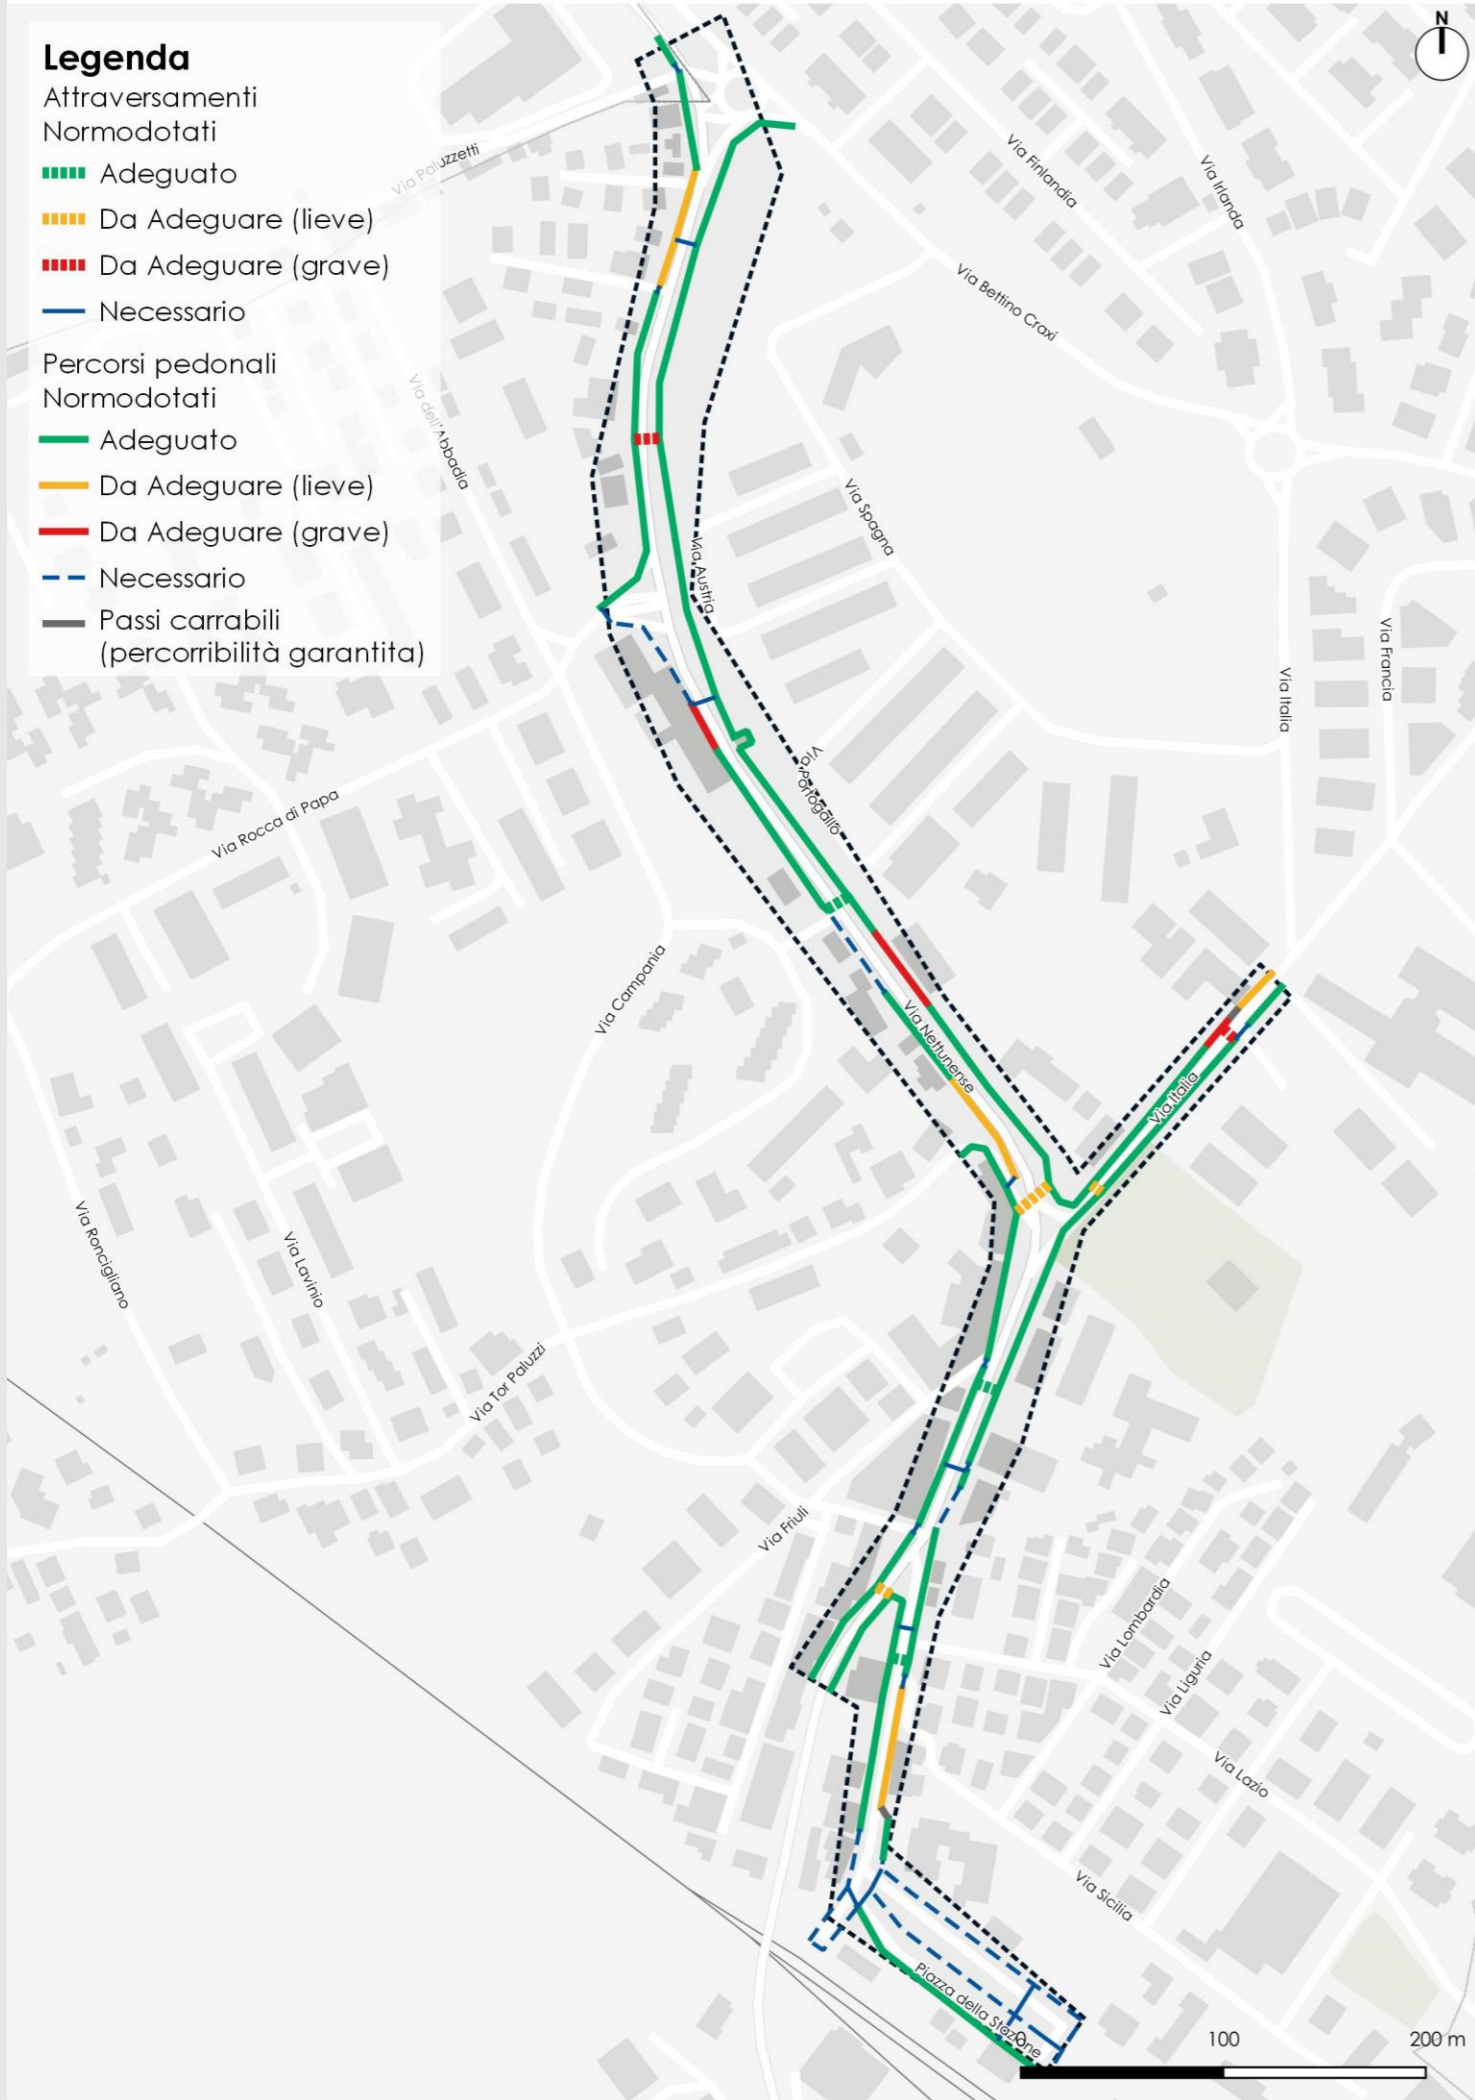 N
Legenda
Attraversamenti
Normodotati
Adeguato
Da Adeguare (lieve)
Da Adeguare (grave)
Necessario
Percorsi pedonali
Normodotati
Adeguato
Da Adeguare (lieve)
Da Adeguare (grave)
Necessario
Passi carrabili
(percorribilità garantita)
Via Paluzzetti
Via Finlandia
Via Irlanda
Via Bettino Craxi
Via dell'Abbadia
Via Spagna
Via Austria
Via Francia
Via Italia
Via
Portogallo
Via Rocca di Papa
Via Campania
Via Nettunense
Via Italia
Via Roncigliano
Via Lavinio
Via Tor Paluzzi
Via Friuli
Via Lombardia
Via Liguria
Via Lazio
Via Sicilia
Piazza della Stazione
0
100
200 m